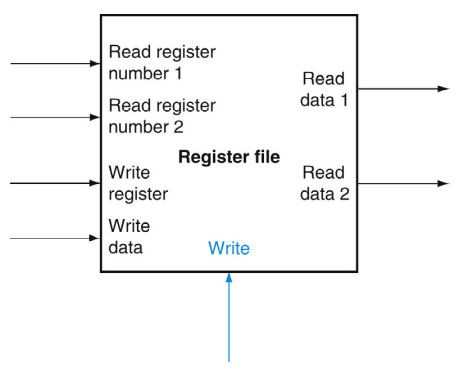 Read register
number 1
Read
data 1
Read register
number 2
Register file
Write
register
Read
data 2
Write
data
Write